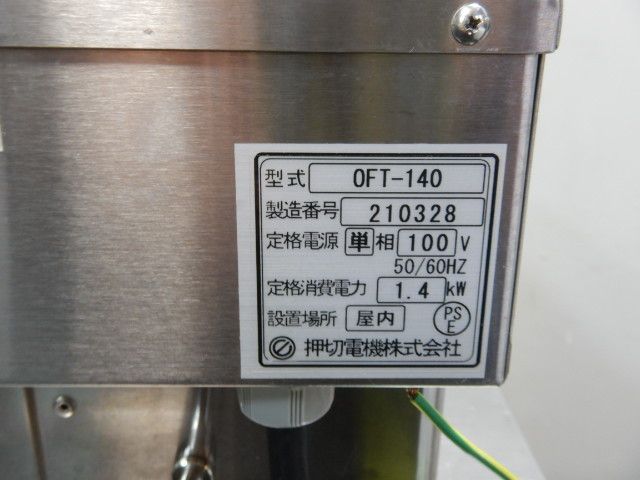 型式 OFT-140
製造番号 210328
定格電源 単相 100 V
50/60HZ
定格消費電力 1.4 kW
設置場所 屋内 PSE
押切電機株式会社